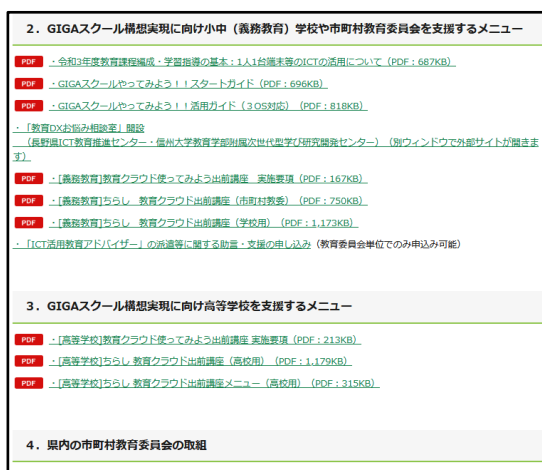 2．GIGAスクール構想実現に向け小中（義務教育）学校や市町村教育委員会を支援するメニュー
PDF ・令和3年度教育課程編成・学習指導の基本：1人1台端末等のICTの活用について（PDF：687KB）
PDF ・GIGAスクールやってみよう！！スタートガイド（PDF：696KB）
PDF ・GIGAスクールやってみよう！！活用ガイド（３OS対応）（PDF：818KB）
・「教育DXお悩み相談室」開設
（長野県ICT教育推進センター・信州大学教育学部附属次世代型学び研究開発センター）（別ウィンドウで外部サイトが開きま
す）
PDF ・[義務教育]教育クラウド使ってみよう出前講座　実施要項（PDF：167KB）
PDF ・[義務教育]ちらし　教育クラウド出前講座（市町村教委）（PDF：750KB）
PDF ・[義務教育]ちらし　教育クラウド出前講座（学校用）（PDF：1,173KB）
・「ICT活用教育アドバイザー」の派遣等に関する助言・支援の申し込み（教育委員会単位でのみ申込み可能）
3．GIGAスクール構想実現に向け高等学校を支援するメニュー
PDF ・[高等学校]教育クラウド使ってみよう出前講座 実施要項（PDF：213KB）
PDF ・[高等学校]ちらし 教育クラウド出前講座（高校用）（PDF：1,179KB）
PDF ・[高等学校]ちらし 教育クラウド出前講座メニュー（高校用）（PDF：315KB）
4．県内の市町村教育委員会の取組